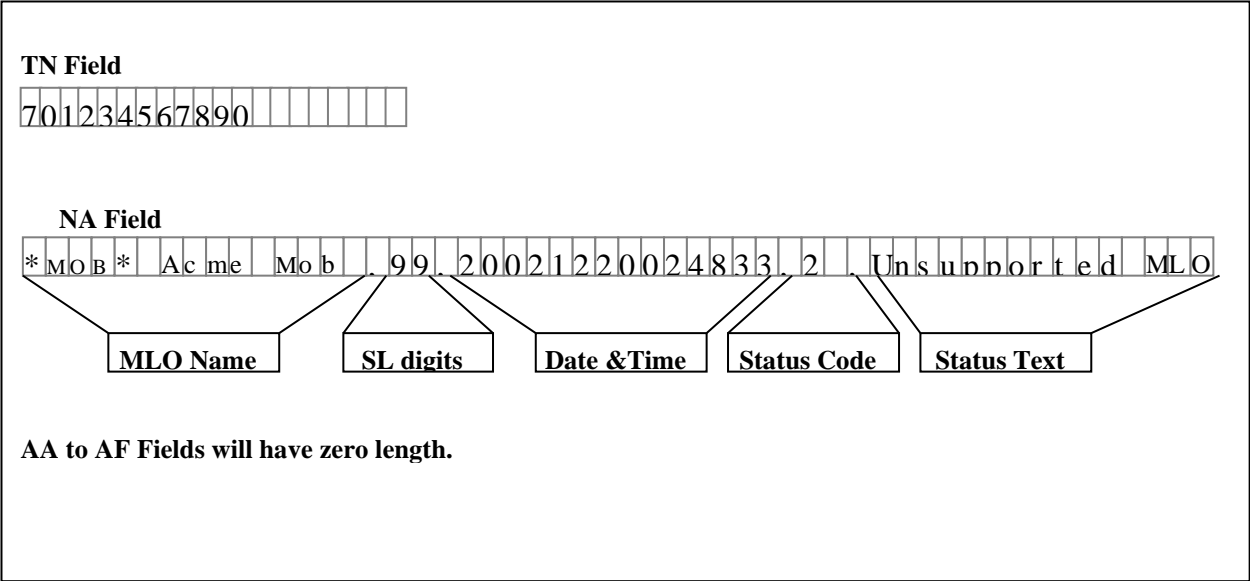 TN Field
701234567890
NA Field
*MOB* Acme Mob .99.20021220024833.2 .Unsupported MLO
MLO Name SL digits Date &Time Status Code Status Text
AA to AF Fields will have zero length.